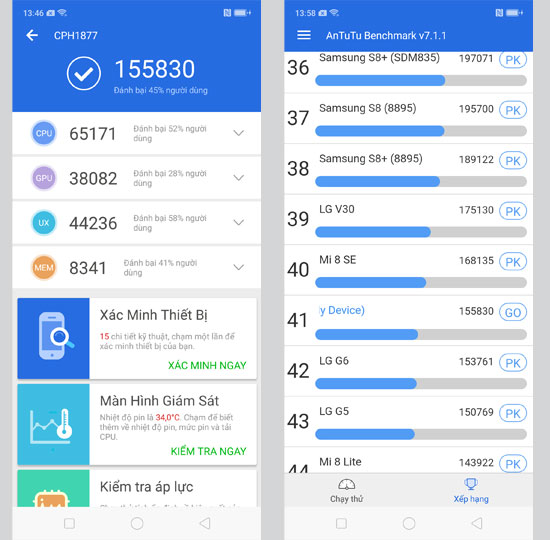 13:46
CPH1877
155830
Đánh bại 45% người dùng
CPU 65171 Đánh bại 52% người
dùng
GPU 38082 Đánh bại 28% người
dùng
UX 44236 Đánh bại 58% người
dùng
MEM 8341 Đánh bại 41% người
dùng
Xác Minh Thiết Bị
15 chi tiết kỹ thuật, chạm một lần để
xác minh thiết bị của bạn.
XÁC MINH NGAY
Màn Hình Giám Sát
Nhiệt độ pin là 34,0°C. Chạm để biết
thêm về nhiệt độ pin, mức pin và tải
CPU.
KIỂM TRA NGAY
Kiểm tra áp lực
13:58
AnTuTu Benchmark v7.1.1
36 Samsung S8+ (SDM835) 197071 PK
37 Samsung S8 (8895) 195700 PK
38 Samsung S8+ (8895) 189122 PK
39 LG V30 175130 PK
40 Mi 8 SE 168135 PK
41 y Device) 155830 GO
42 LG G6 153761 PK
43 LG G5 150769 PK
44 Mi 8 Lite 143922 PK
Chạy thử
Xếp hạng